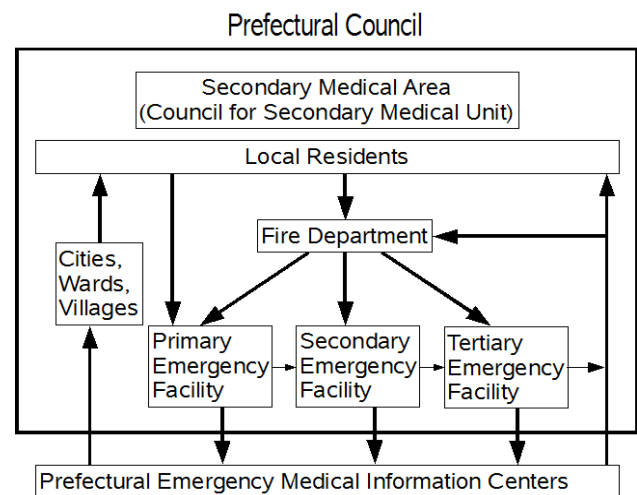 Prefectural Council
Secondary Medical Area
(Council for Secondary Medical Unit)
Local Residents
Fire Department
Cities,
Wards,
Villages
Primary
Emergency
Facility
Secondary
Emergency
Facility
Tertiary
Emergency
Facility
Prefectural Emergency Medical Information Centers